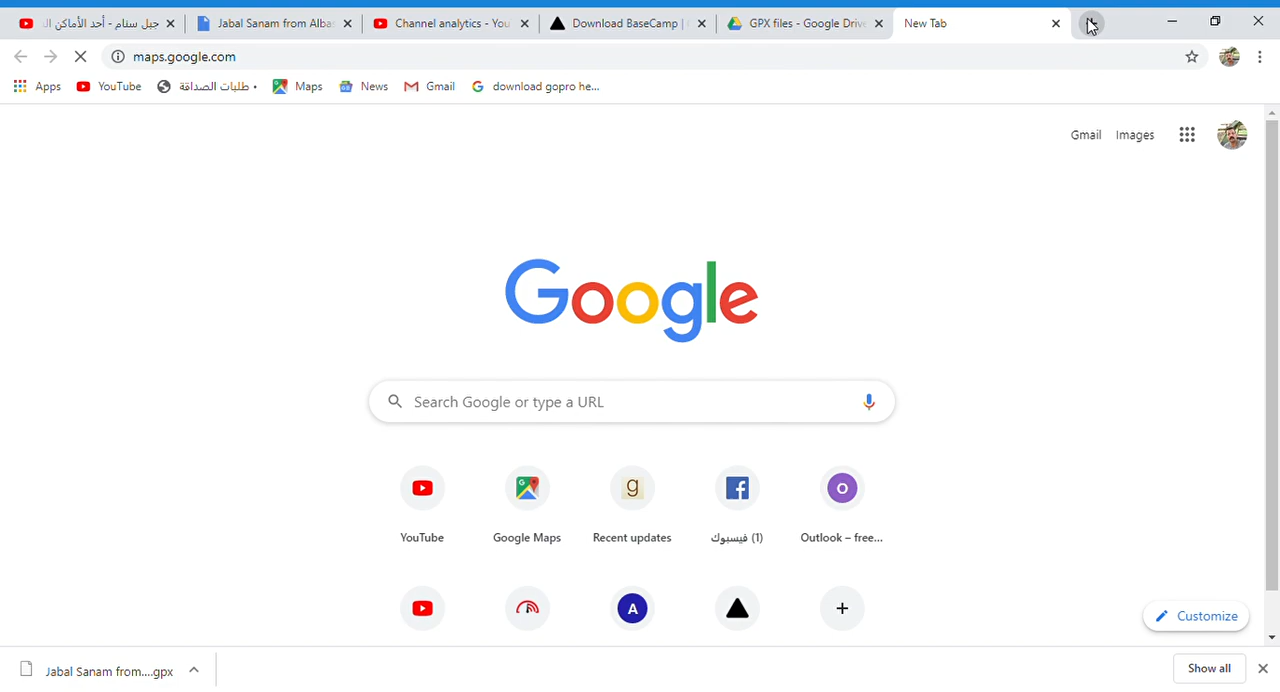 جبل سنام - أحد الأماكن ال
Jabal Sanam from Alba
Channel analytics - You
Download BaseCamp |
GPX files - Google Drive
New Tab
maps.google.com
Apps
YouTube
طلبات الصداقة •
Maps
News
Gmail
download gopro he...
Gmail
Images
Google
Search Google or type a URL
YouTube
Google Maps
g
Recent updates
(1) فيسبوك
O
Outlook – free...
A
Customize
Jabal Sanam from....gpx
Show all